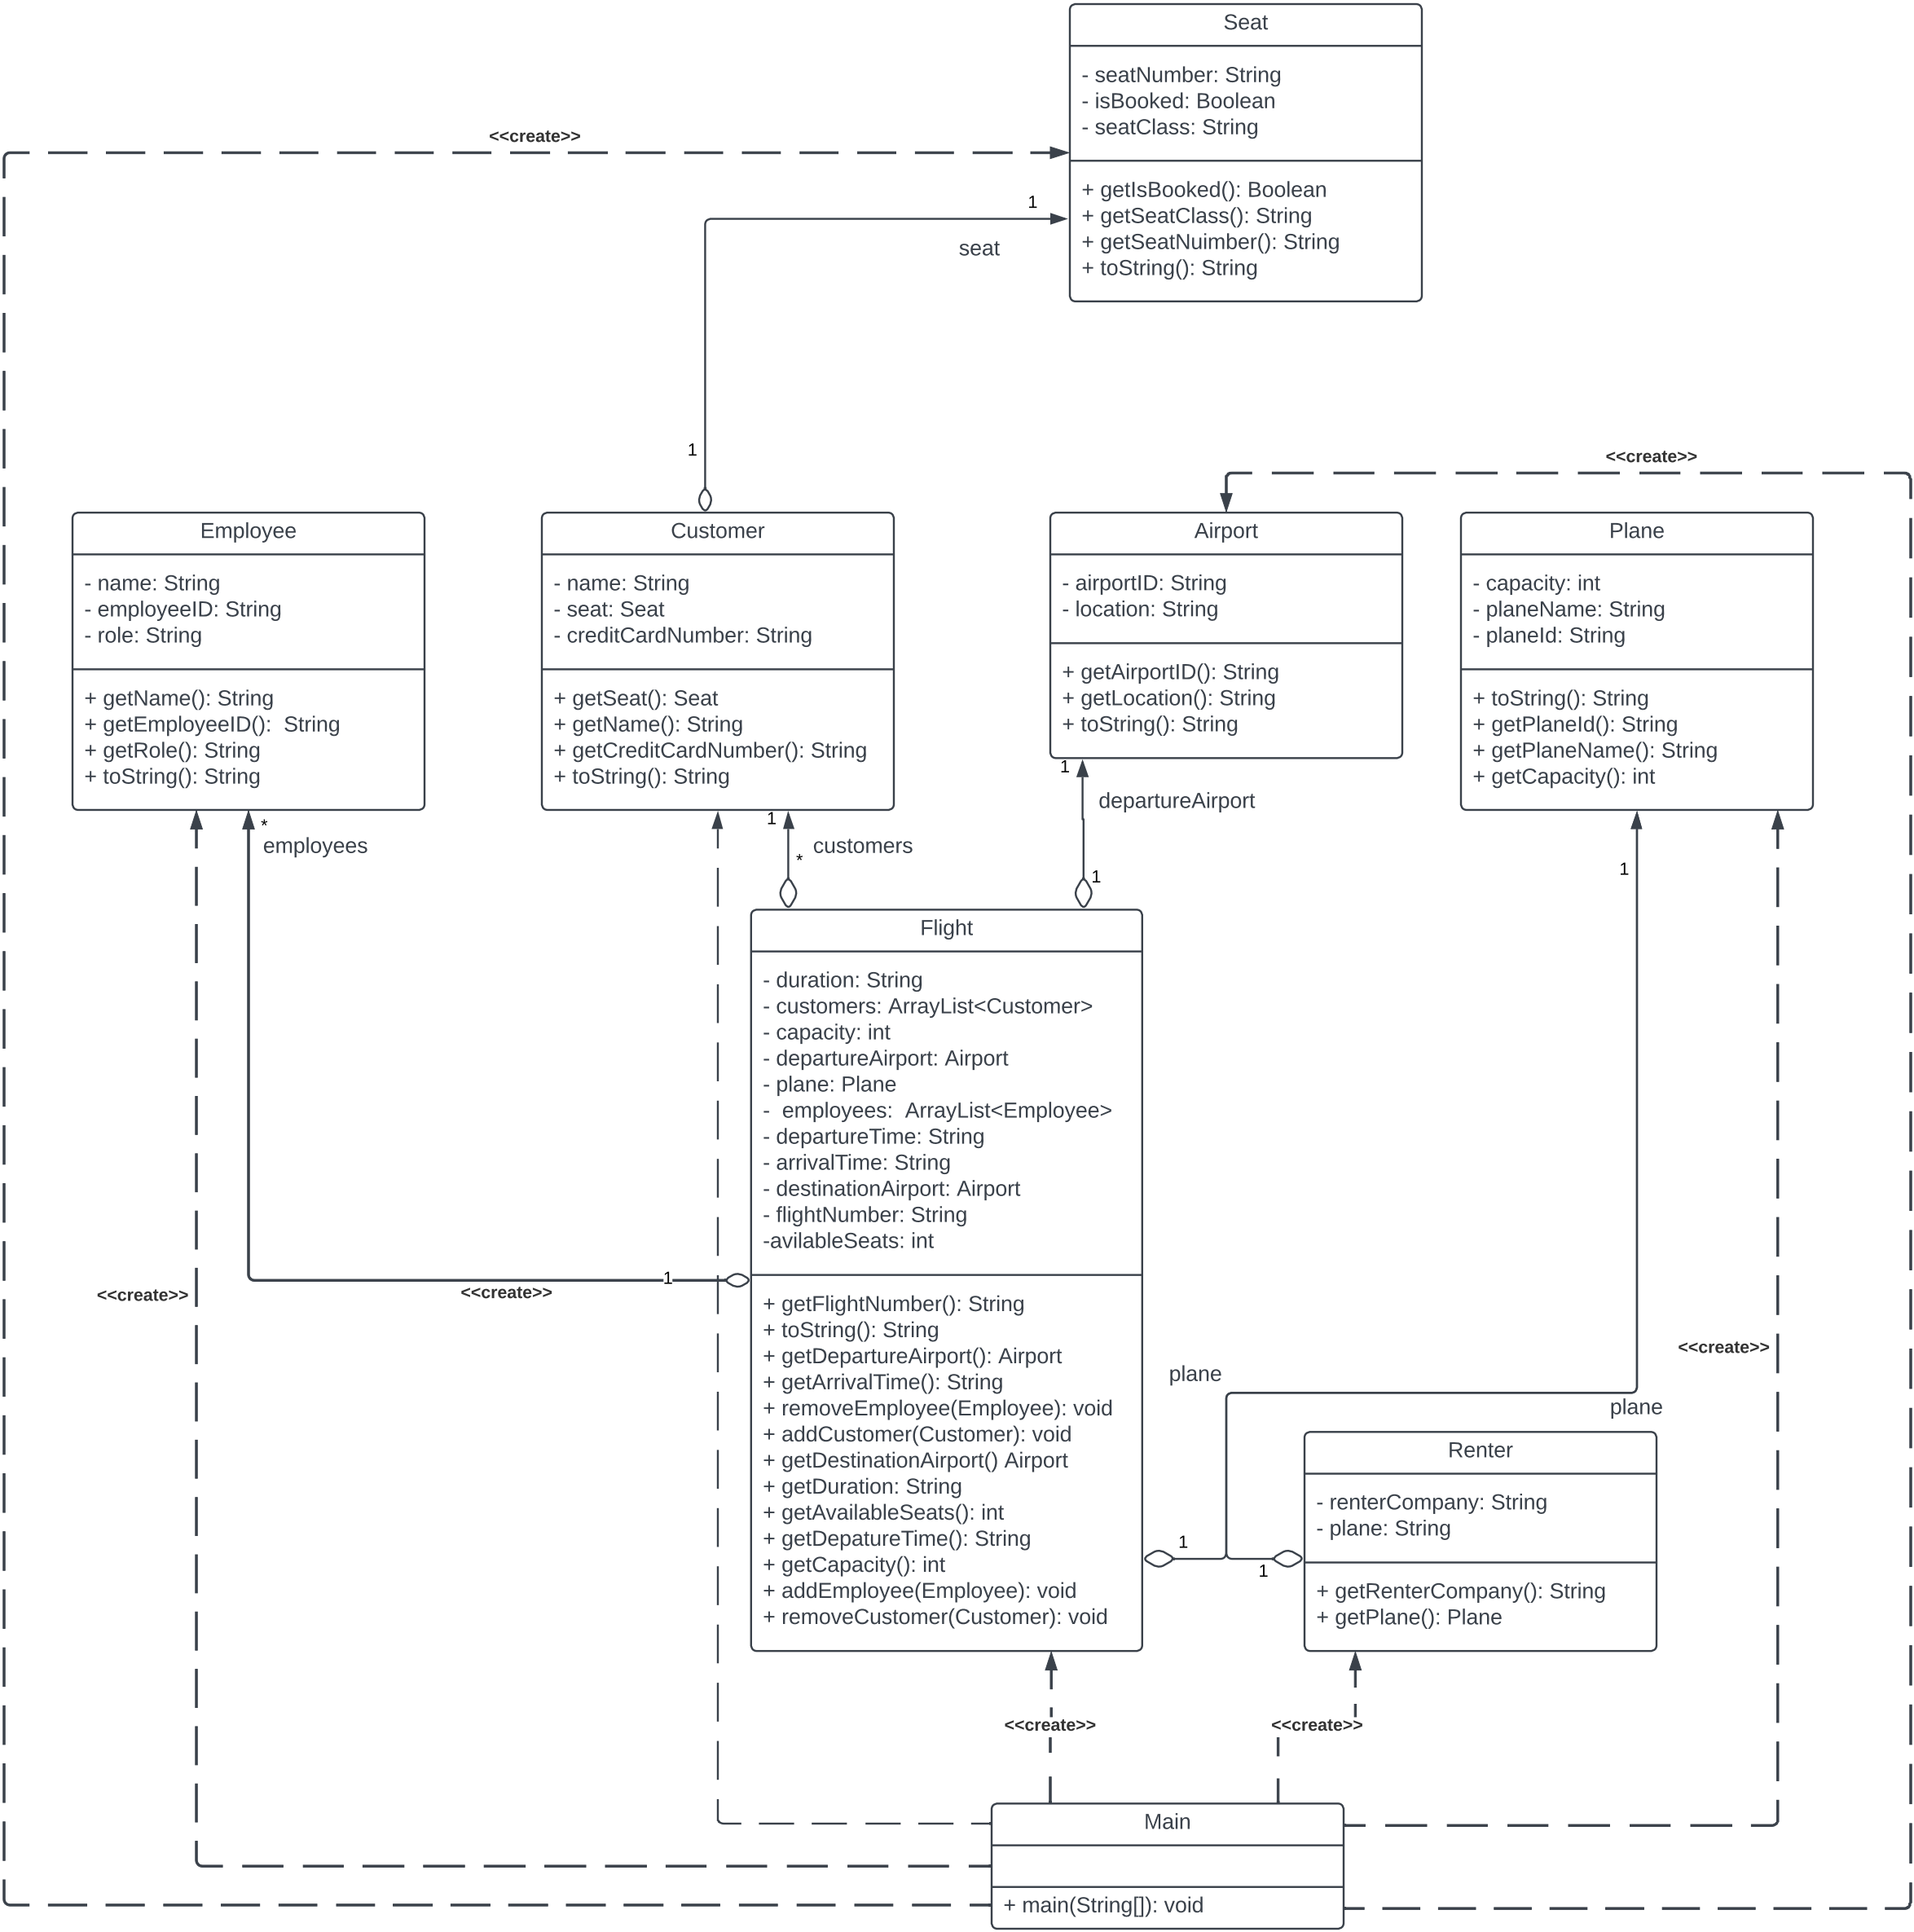 Seat
- seatNumber: String
- isBooked: Boolean
- seatClass: String
<<create>>
+ getIsBooked(): Boolean
+ getSeatClass(): String
+ getSeatNuimber(): String
+ toString(): String
1
seat
1
<<create>>
Employee
- name: String
- employeeID: String
- role: String
+ getName(): String
+ getEmployeeID():  String
+ getRole(): String
+ toString(): String
Customer
- name: String
- seat: Seat
- creditCardNumber: String
+ getSeat(): Seat
+ getName(): String
+ getCreditCardNumber(): String
+ toString(): String
Airport
- airportID: String
- location: String
+ getAirportID(): String
+ getLocation(): String
+ toString(): String
Plane
- capacity: int
- planeName: String
- planeId: String
+ toString(): String
+ getPlaneId(): String
+ getPlaneName(): String
+ getCapacity(): int
*
employees
1
customers
*
1
departureAirport
1
1
Flight
- duration: String
- customers: ArrayList<Customer>
- capacity: int
- departureAirport: Airport
- plane: Plane
-  employees:  ArrayList<Employee>
- departureTime: String
- arrivalTime: String
- destinationAirport: Airport
- flightNumber: String
-avilableSeats: int
+ getFlightNumber(): String
+ toString(): String
+ getDepartureAirport(): Airport
+ getArrivalTime(): String
+ removeEmployee(Employee): void
+ addCustomer(Customer): void
+ getDestinationAirport() Airport
+ getDuration: String
+ getAvailableSeats(): int
+ getDepatureTime(): String
+ getCapacity(): int
+ addEmployee(Employee): void
+ removeCustomer(Customer): void
<<create>>
<<create>>
1
<<create>>
plane
plane
1
1
Renter
- renterCompany: String
- plane: String
+ getRenterCompany(): String
+ getPlane(): Plane
<<create>>
<<create>>
Main
+ main(String[]): void